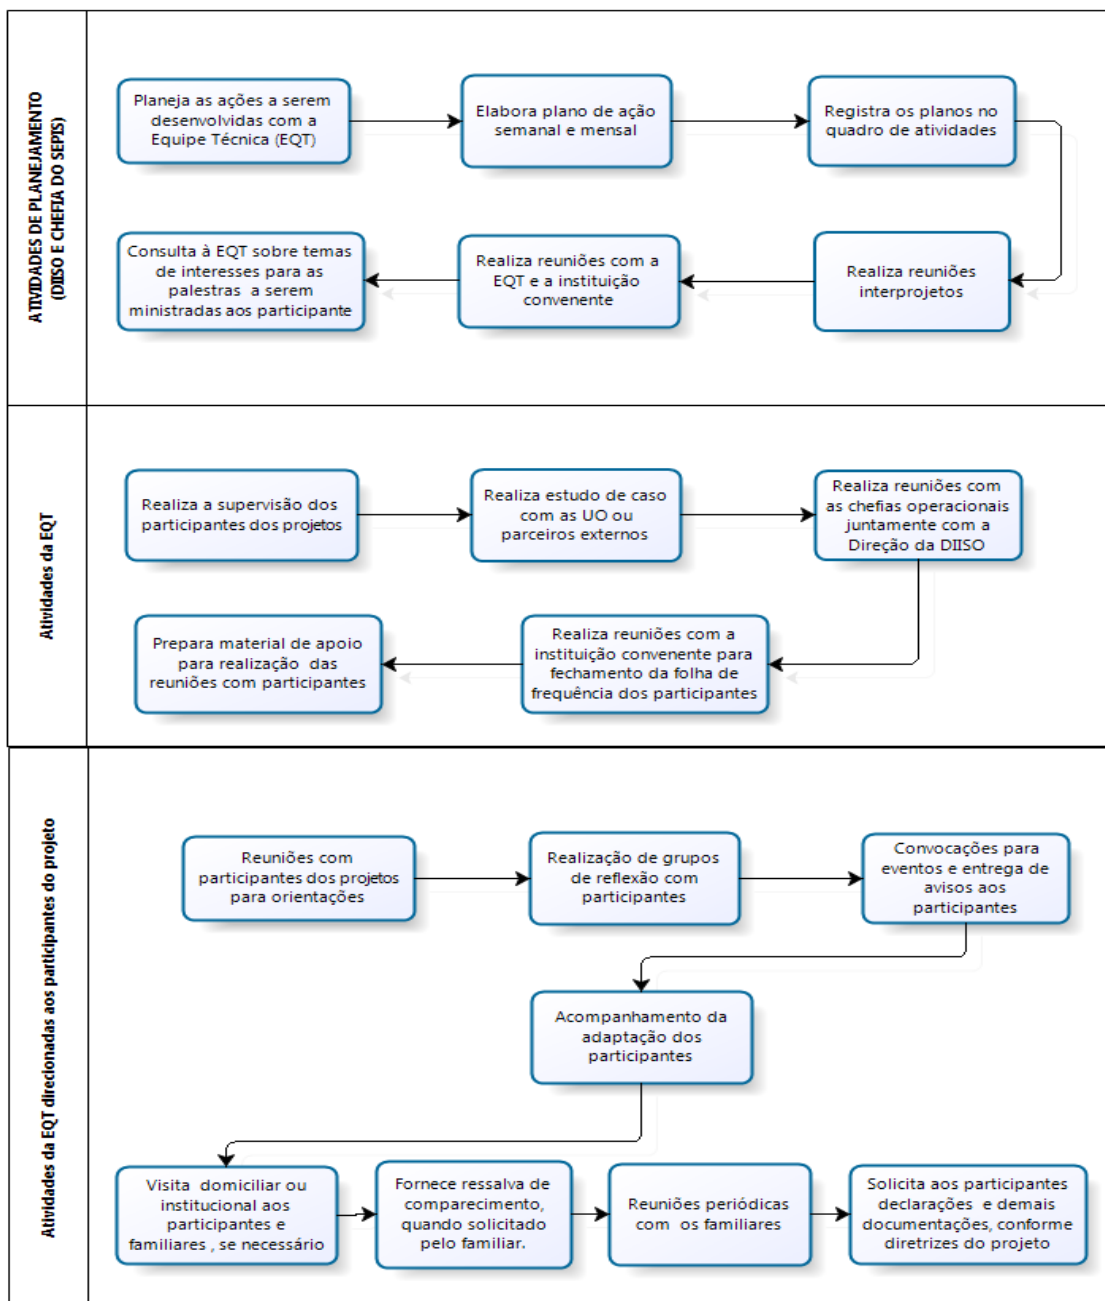 ATIVIDADES DE PLANEJAMENTO
(DIISO E CHEFIA DO SEPIS)
Planeja as ações a serem
desenvolvidas com a
Equipe Técnica (EQT)
Elabora plano de ação
semanal e mensal
Registra os planos no
quadro de atividades
Realiza reuniões
interprojetos
Realiza reuniões com a
EQT e a instituição
convenente
Consulta à EQT sobre temas
de interesses para as
palestras a serem
ministradas aos participante
Atividades da EQT
Realiza a supervisão dos
participantes dos projetos
Realiza estudo de caso
com as UO ou
parceiros externos
Realiza reuniões com
as chefias operacionais
juntamente com a
Direção da DIISO
Realiza reuniões com a
instituição convenente para
fechamento da folha de
frequência dos participantes
Prepara material de apoio
para realização das
reuniões com participantes
Atividades da EQT direcionadas aos participantes do projeto
Reuniões com
participantes dos projetos
para orientações
Realização de grupos
de reflexão com
participantes
Convocações para
eventos e entrega de
avisos aos
participantes
Acompanhamento da
adaptação dos
participantes
Visita domiciliar ou
institucional aos
participantes e
familiares , se necessário
Fornece ressalva de
comparecimento,
quando solicitado
pelo familiar.
Reuniões periódicas
com os familiares
Solicita aos participantes
declarações e demais
documentações, conforme
diretrizes do projeto